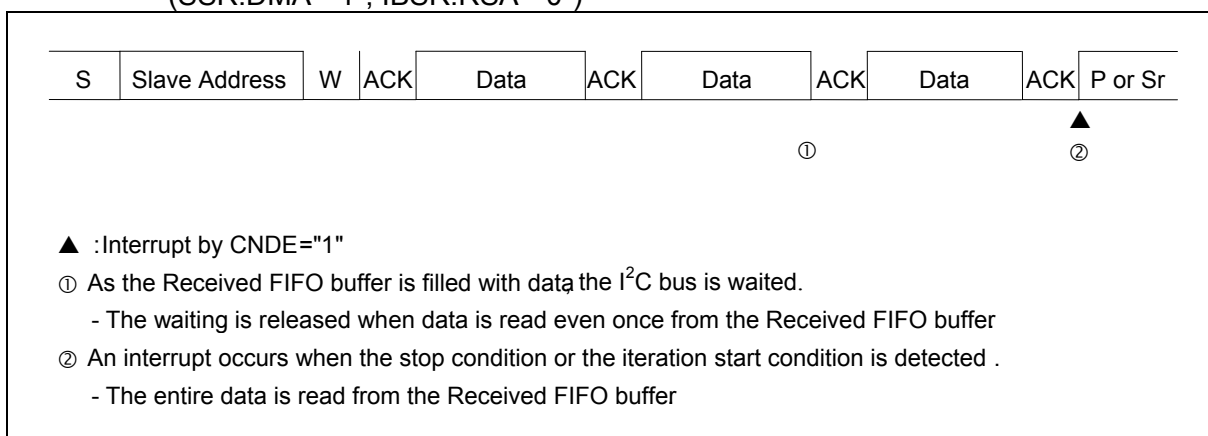 S Slave Address W ACK Data ACK Data ACK Data ACK P or Sr
▲
① ②
▲ :Interrupt by CNDE="1"
① As the Received FIFO buffer is filled with data, the I²C bus is waited.
- The waiting is released when data is read even once from the Received FIFO buffer
② An interrupt occurs when the stop condition or the iteration start condition is detected .
- The entire data is read from the Received FIFO buffer